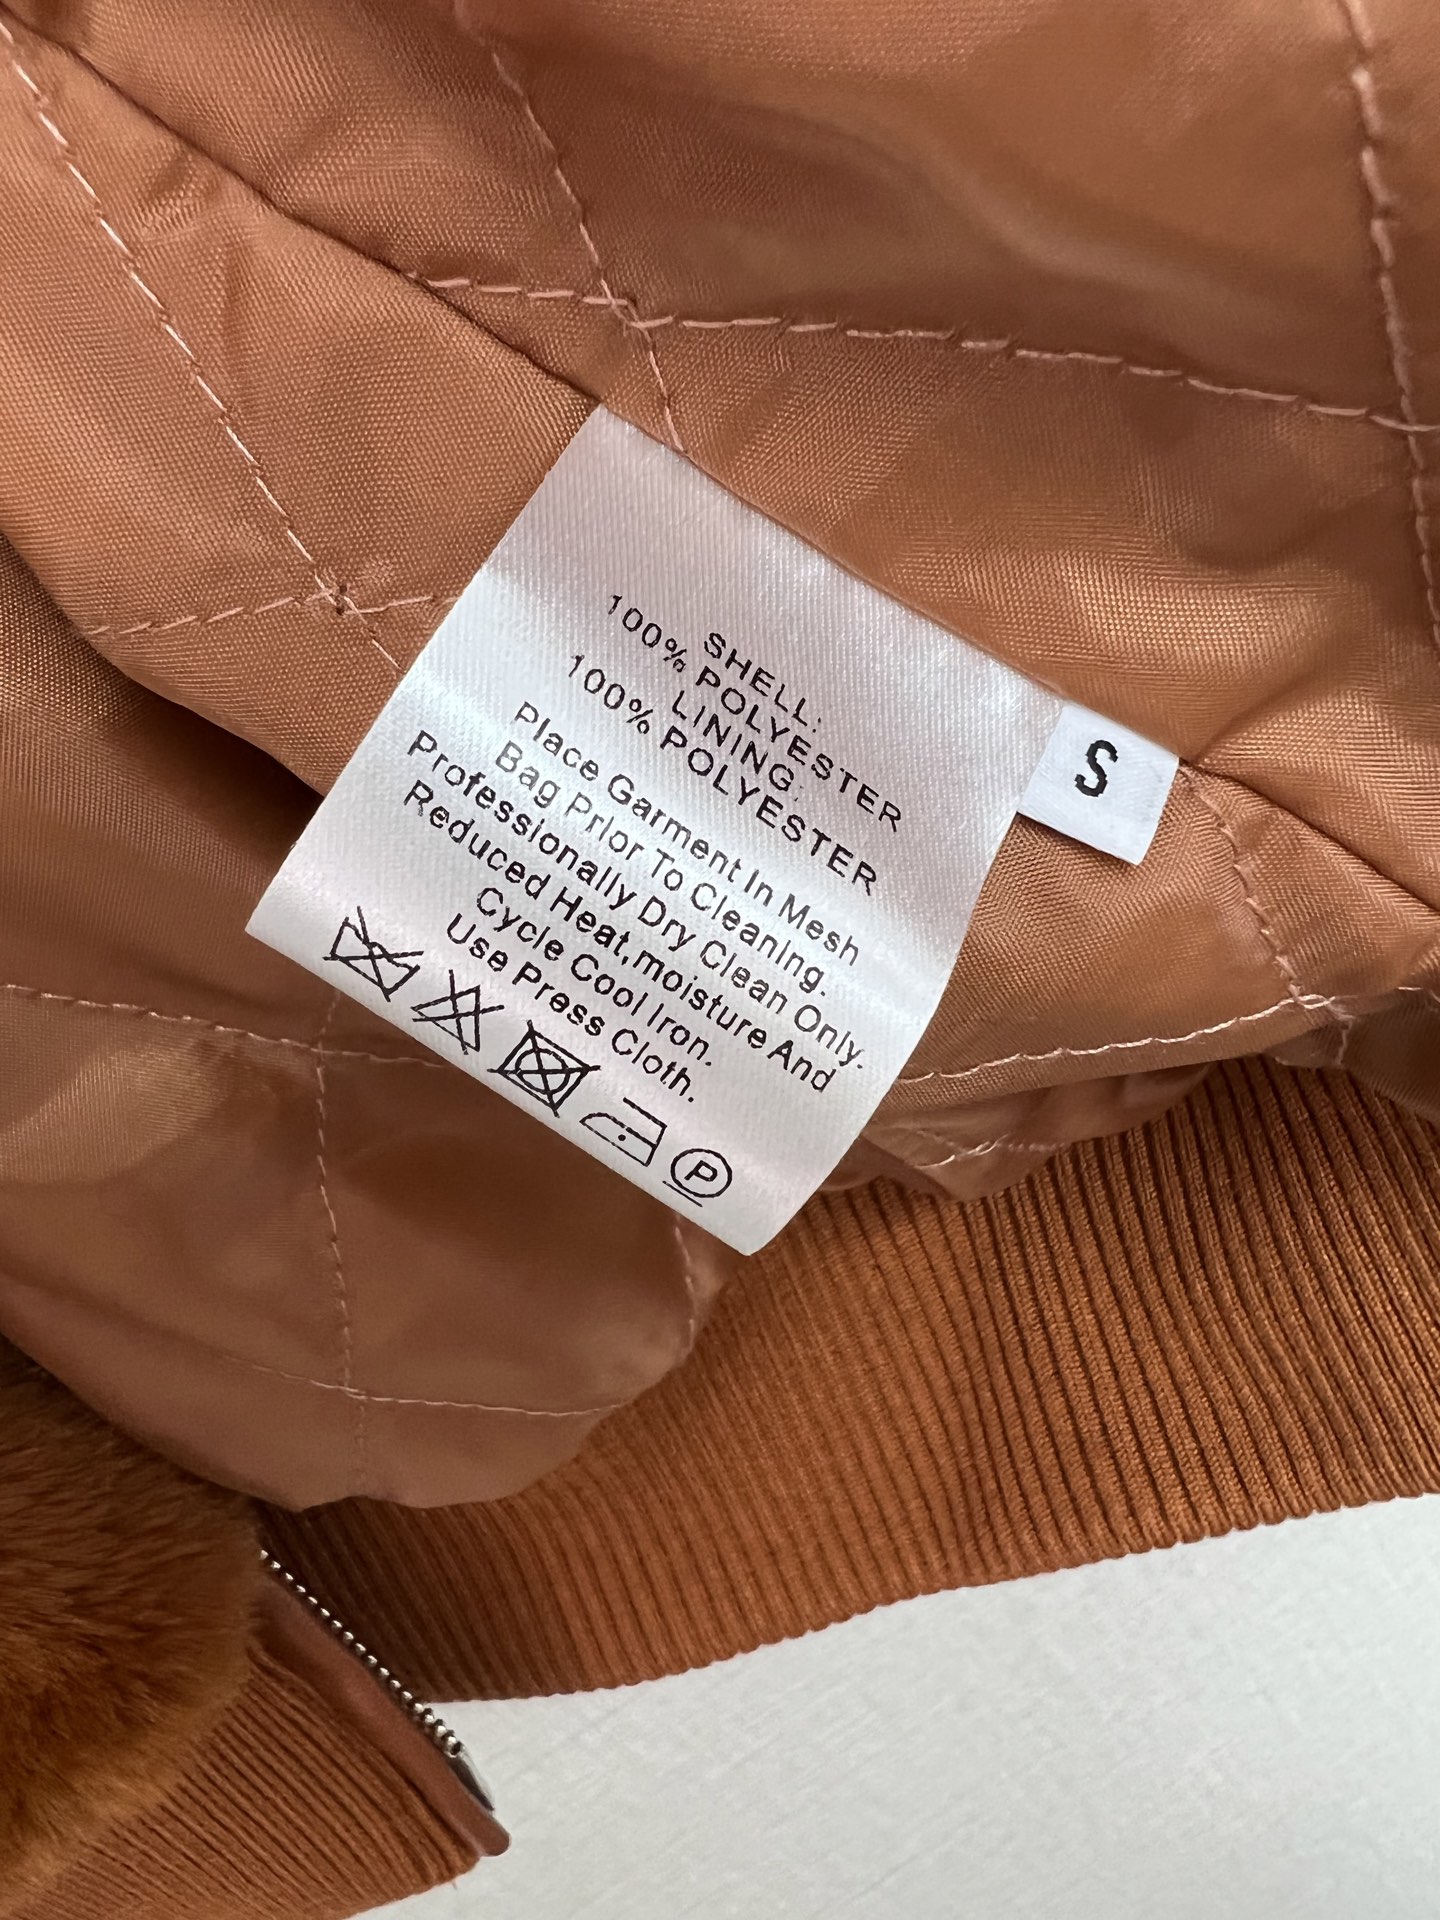 SHELL:
100% POLYESTER
LINING:
100% POLYESTER
Place Garment In Mesh
Bag PrIor To Cleaning.
Professionally Dry Clean Only.
Reduced Heat,moisture And
Cycle Cool Iron.
Use Press Cloth.
P
S